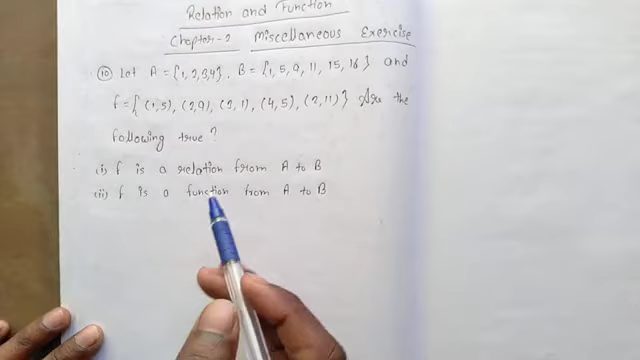 Relation and Function
Chapter-2 Miscellaneous Exercise
(10) Let A = {1,2,3,4}, B = {1, 5, 9, 11, 15, 16} and
f = { (1,5), (2,9), (3,1), (4,5), (2,11) } Are the
following true?
(i) f is a relation from A to B
(ii) f is a function from A to B